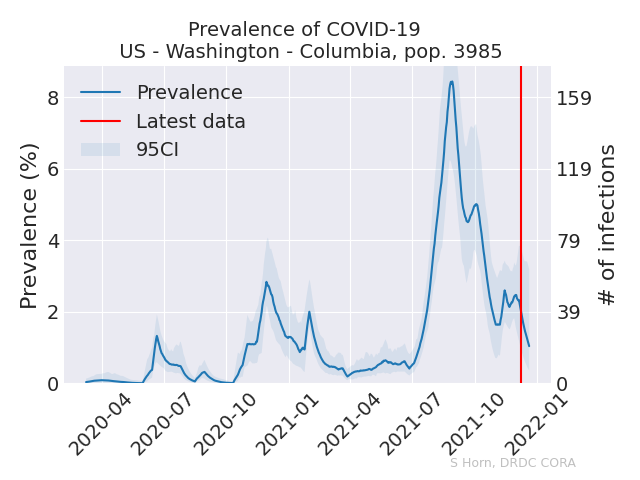 Prevalence of COVID-19
US - Washington - Columbia, pop. 3985
Prevalence
Latest data
95CI
Prevalence (%)
8
6
4
2
0
159
119
79
39
0
# of infections
2020-04
2020-07
2020-10
2021-01
2021-04
2021-07
2021-10
2022-01
S Horn, DRDC CORA